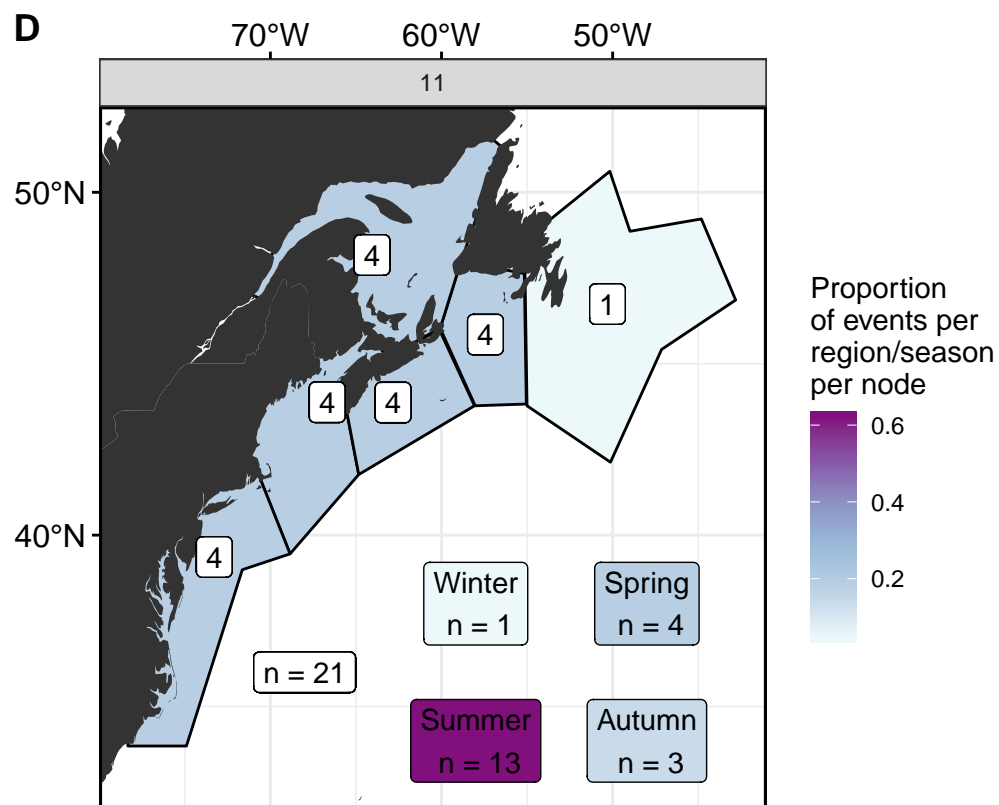 D
70°W 60°W 50°W
11
50°N
40°N
4
1
4
4
4
4
Winter
n = 1
Spring
n = 4
n = 21
Summer
n = 13
Autumn
n = 3
Proportion
of events per
region/season
per node
0.6
0.4
0.2